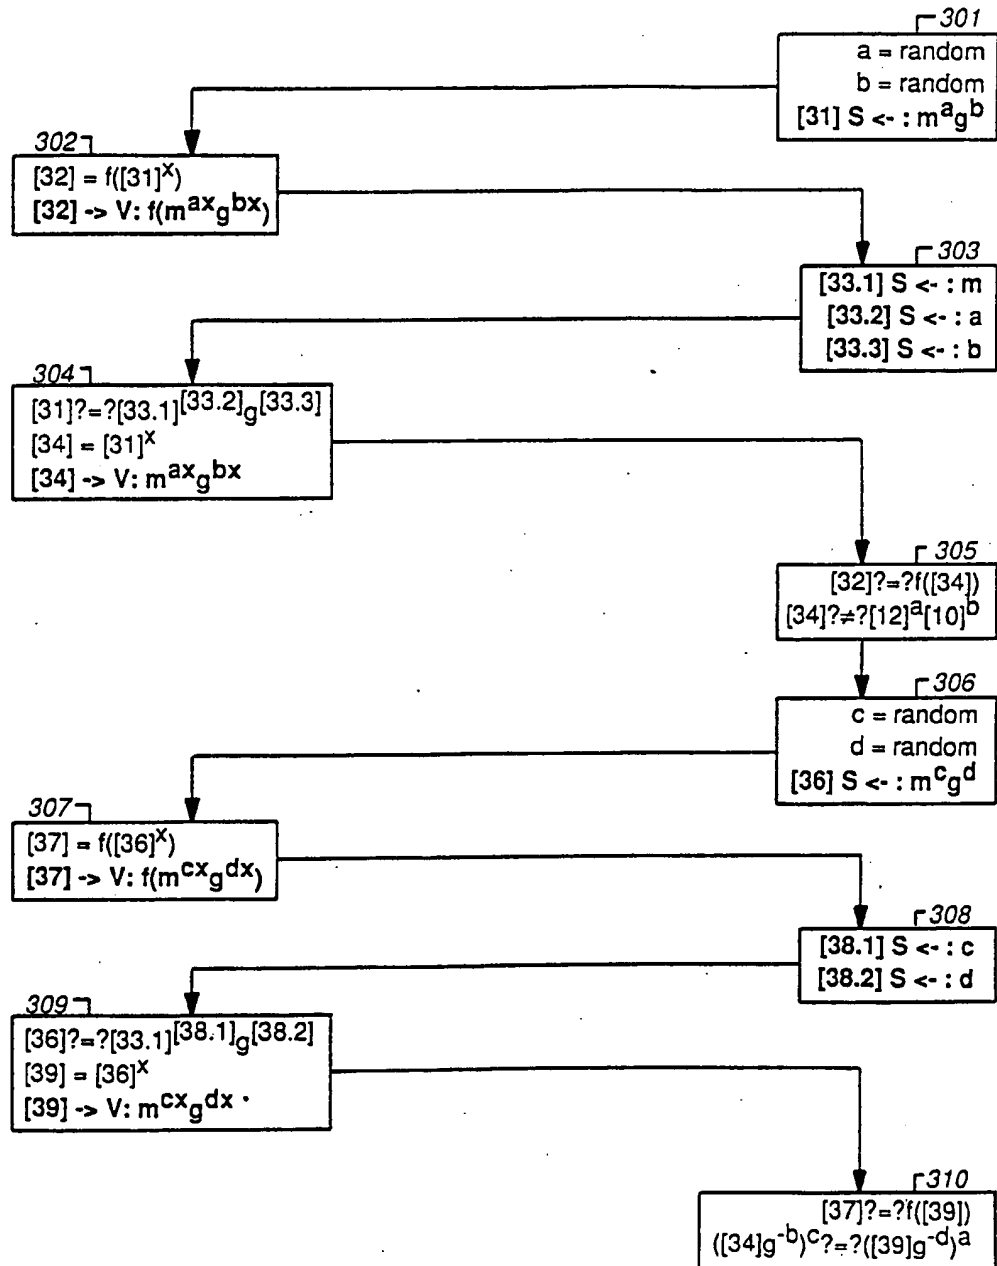 301
a = random
b = random
[31] S <- : m^a g^b
302
[32] = f([31]^x)
[32] -> V: f(m^ax g^bx)
303
[33.1] S <- : m
[33.2] S <- : a
[33.3] S <- : b
304
[31]?=?[33.1]^[33.2] g^[33.3]
[34] = [31]^x
[34] -> V: m^ax g^bx
305
[32]?=?f([34])
[34]?≠?[12]^a[10]^b
306
c = random
d = random
[36] S <- : m^c g^d
307
[37] = f([36]^x)
[37] -> V: f(m^cx g^dx)
308
[38.1] S <- : c
[38.2] S <- : d
309
[36]?=?[33.1]^[38.1] g^[38.2]
[39] = [36]^x
[39] -> V: m^cx g^dx
310
[37]?=?f([39])
([34]g^-b)^c?=?([39]g^-d)^a